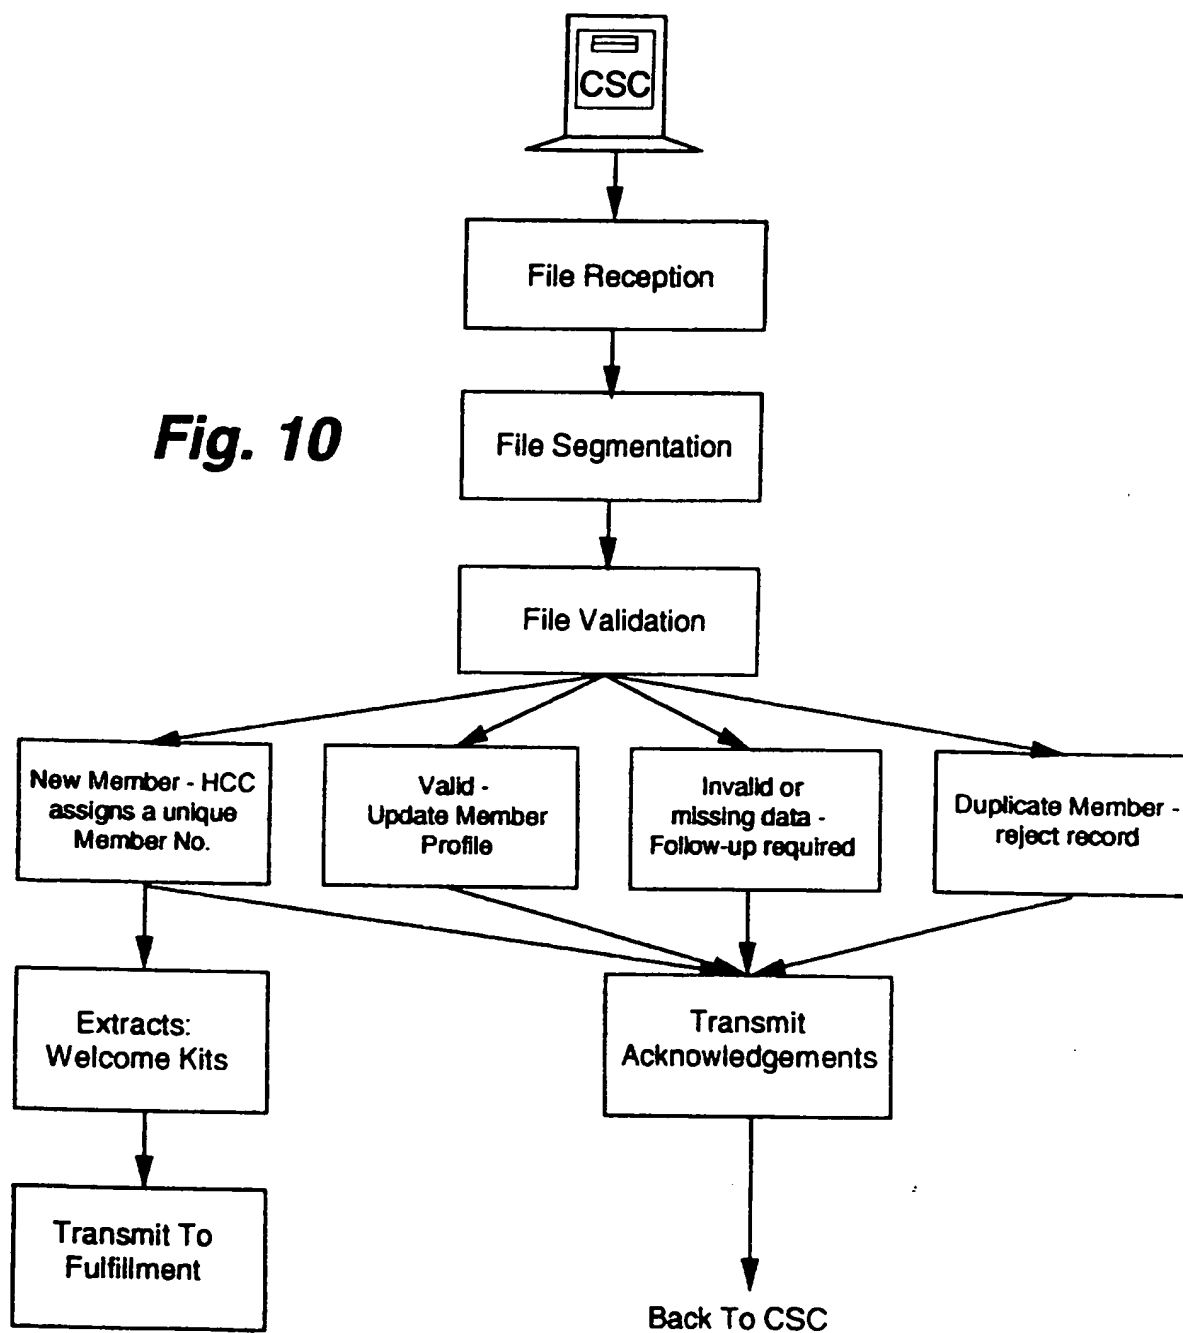 CSC
File Reception
Fig. 10
File Segmentation
File Validation
New Member - HCC
assigns a unique
Member No.
Valid -
Update Member
Profile
Invalid or
missing data -
Follow-up required
Duplicate Member -
reject record
Extracts:
Welcome Kits
Transmit
Acknowledgements
Transmit To
Fulfillment
Back To CSC